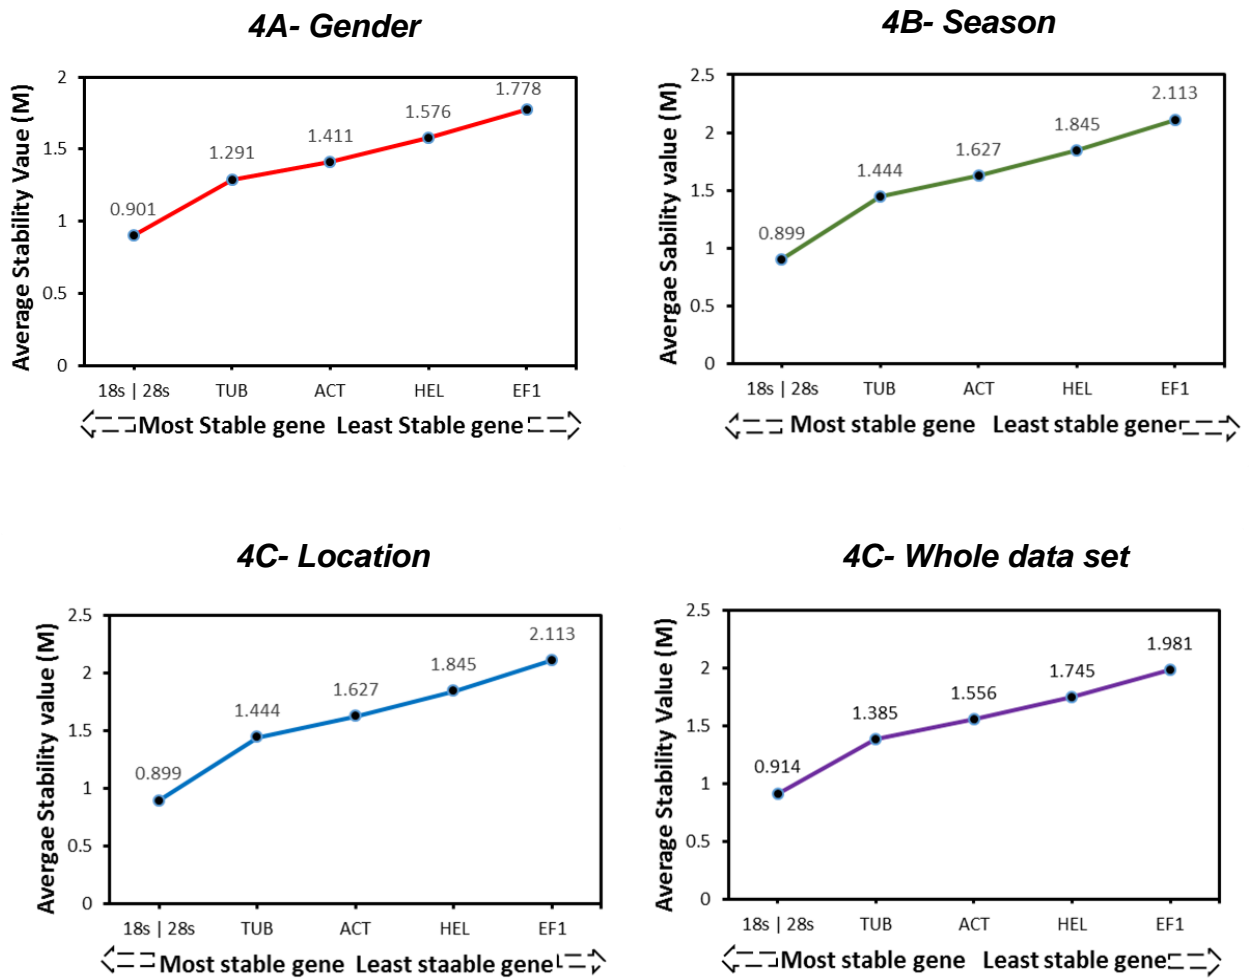 4A- Gender
Average Stability Value (M)
2
1.5
1
0.5
0
0.901
1.291
1.411
1.576
1.778
18s | 28s TUB ACT HEL EF1
Most Stable gene Least Stable gene
4B- Season
Avergae Sability value (M)
2.5
2
1.5
1
0.5
0
0.899
1.444
1.627
1.845
2.113
18s | 28s TUB ACT HEL EF1
Most stable gene Least stable gene
4C- Location
Avergae Stability value (M)
2.5
2
1.5
1
0.5
0
0.899
1.444
1.627
1.845
2.113
18s | 28s TUB ACT HEL EF1
Most stable gene Least staable gene
4C- Whole data set
Average Stability Value (M)
2.5
2
1.5
1
0.5
0
0.914
1.385
1.556
1.745
1.981
18s | 28s TUB ACT HEL EF1
Most stable gene Least stable gene